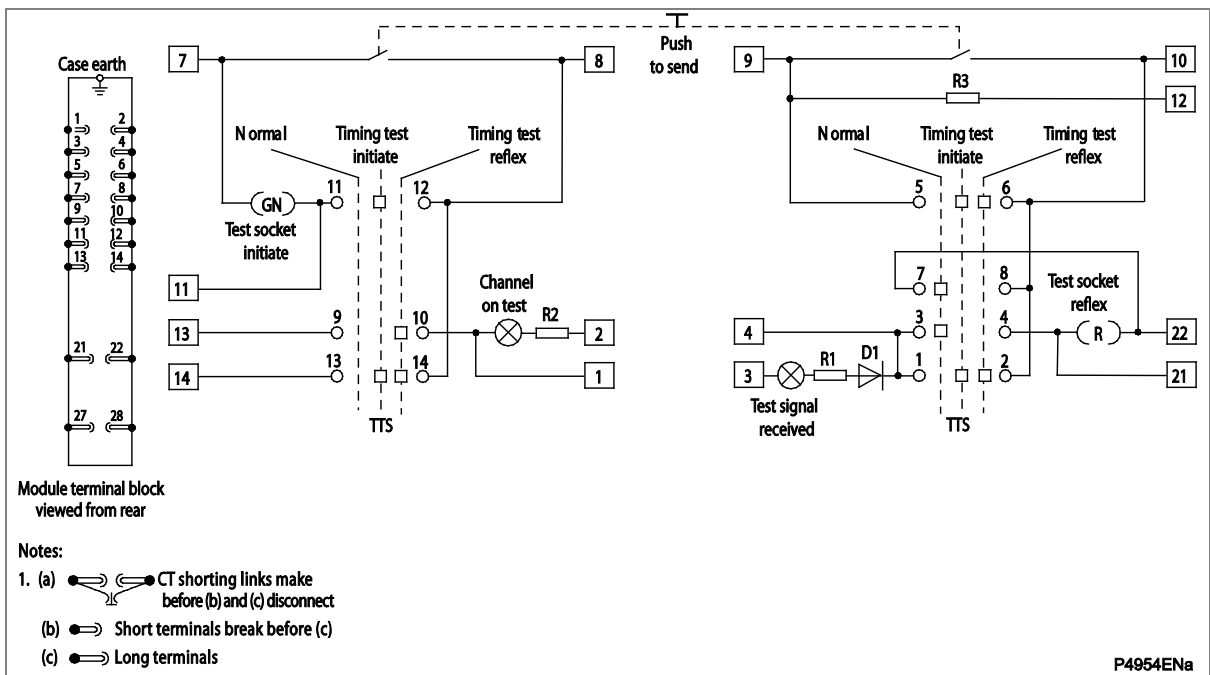 Push
to send
7
8
9
10
R3
12
Case earth
1 2
3 4
5 6
7 8
9 10
11 12
13 14
21 22
27 28
Module terminal block
viewed from rear
Normal
Timing test
initiate
Timing test
reflex
11
12
GN
Test socket
initiate
11
Channel
on test
13
9
10
R2
2
14
13
14
1
TTS
Normal
Timing test
initiate
Timing test
reflex
5
6
7
8
Test socket
reflex
4
3
4
R
22
3
R1
D1
1
2
21
Test signal
received
TTS
Notes:
1. (a) CT shorting links make
before (b) and (c) disconnect
(b) Short terminals break before (c)
(c) Long terminals
P4954ENa